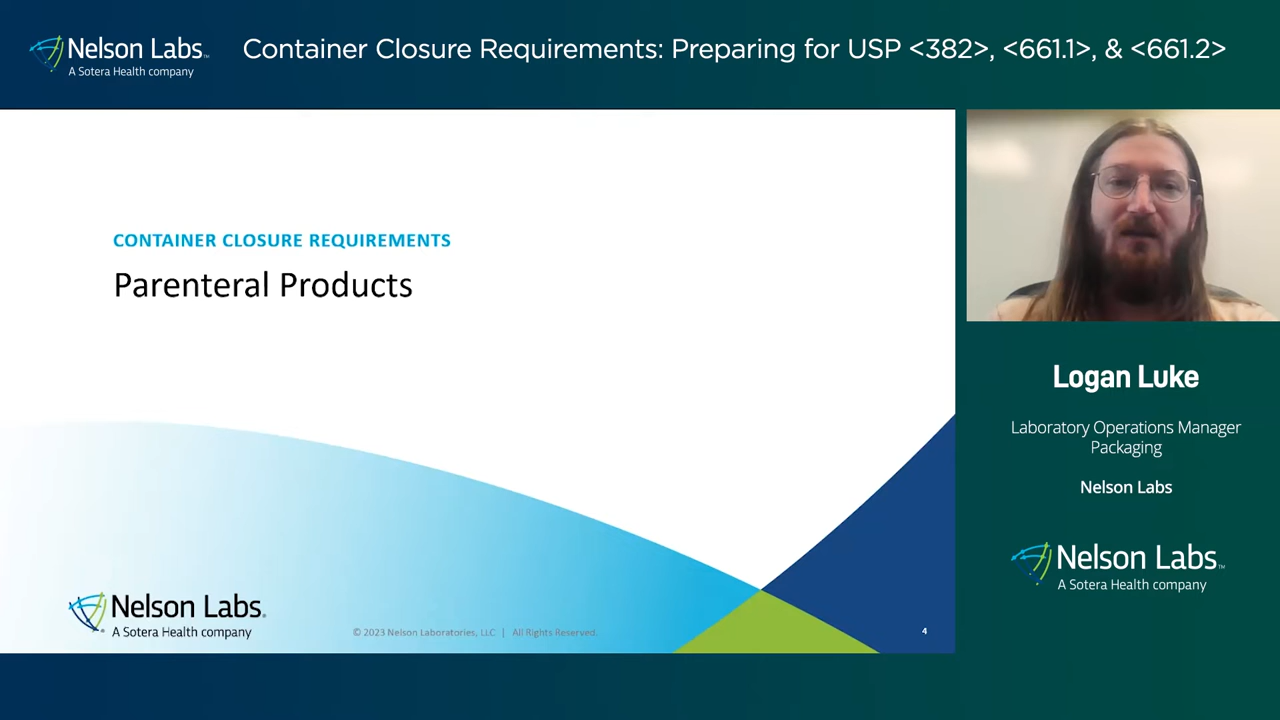 Nelson Labs™
A Sotera Health company
Container Closure Requirements: Preparing for USP <382>, <661.1>, & <661.2>
CONTAINER CLOSURE REQUIREMENTS
Parenteral Products
Nelson Labs®
A Sotera Health company
© 2023 Nelson Laboratories, LLC | All Rights Reserved.
4
Logan Luke
Laboratory Operations Manager
Packaging
Nelson Labs
Nelson Labs™
A Sotera Health company